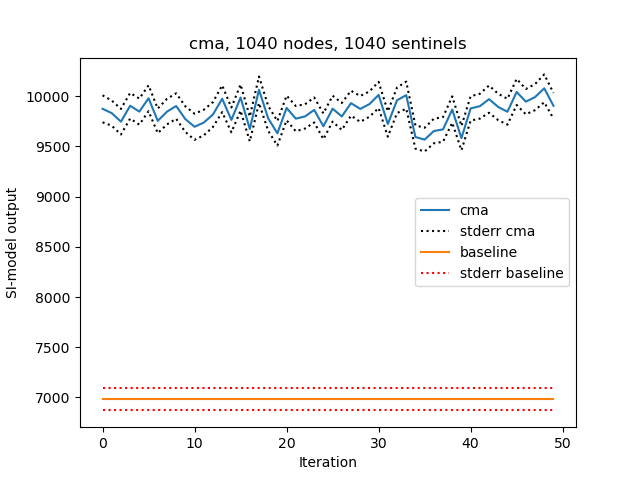 cma, 1040 nodes, 1040 sentinels
SI-model output
10000
9500
9000
8500
8000
7500
7000
cma
stderr cma
baseline
stderr baseline
0 10 20 30 40 50
Iteration